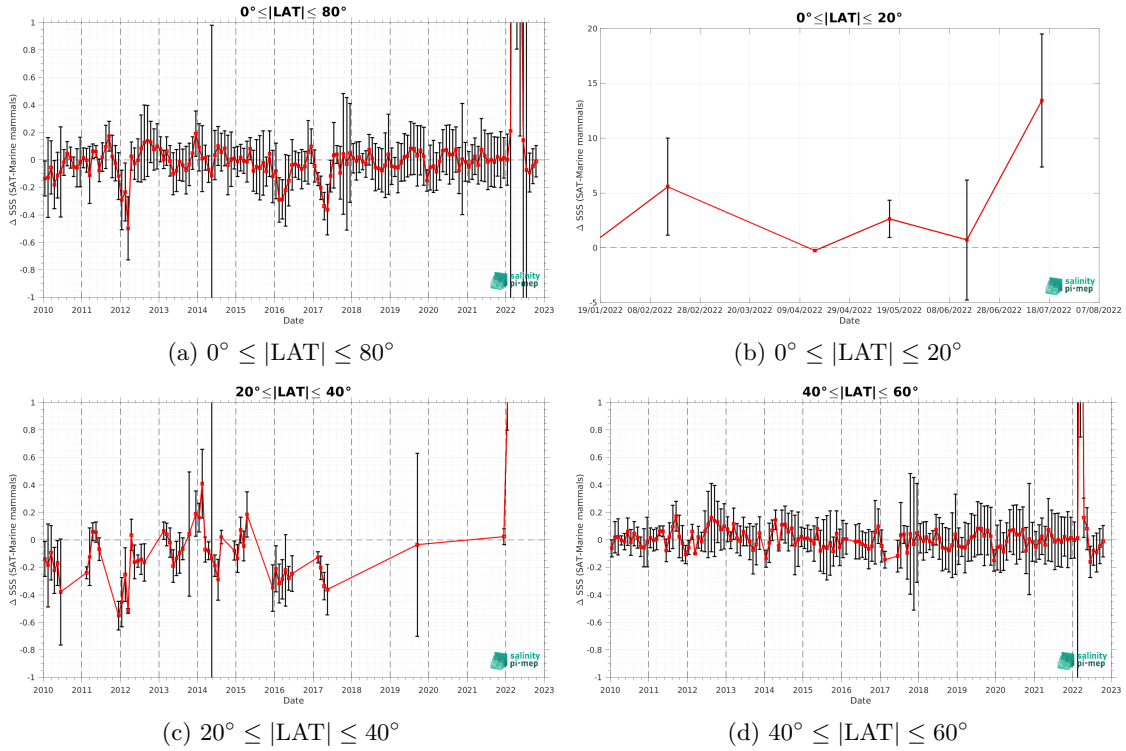 0°≤|LAT|≤ 80°
Δ SSS (SAT-Marine mammals)
1
0.8
0.6
0.4
0.2
0
-0.2
-0.4
-0.6
-0.8
-1
2010 2011 2012 2013 2014 2015 2016 2017 2018 2019 2020 2021 2022 2023
Date
salinity
pi-mep
(a) 0° ≤ |LAT| ≤ 80°
0°≤|LAT|≤ 20°
Δ SSS (SAT-Marine mammals)
20
15
10
5
0
-5
19/01/2022 08/02/2022 28/02/2022 20/03/2022 09/04/2022 29/04/2022 19/05/2022 08/06/2022 28/06/2022 18/07/2022 07/08/2022
Date
salinity
pi-mep
(b) 0° ≤ |LAT| ≤ 20°
20°≤|LAT|≤ 40°
Δ SSS (SAT-Marine mammals)
1
0.8
0.6
0.4
0.2
0
-0.2
-0.4
-0.6
-0.8
-1
2010 2011 2012 2013 2014 2015 2016 2017 2018 2019 2020 2021 2022 2023
Date
salinity
pi-mep
(c) 20° ≤ |LAT| ≤ 40°
40°≤|LAT|≤ 60°
Δ SSS (SAT-Marine mammals)
1
0.8
0.6
0.4
0.2
0
-0.2
-0.4
-0.6
-0.8
-1
2010 2011 2012 2013 2014 2015 2016 2017 2018 2019 2020 2021 2022 2023
Date
salinity
pi-mep
(d) 40° ≤ |LAT| ≤ 60°